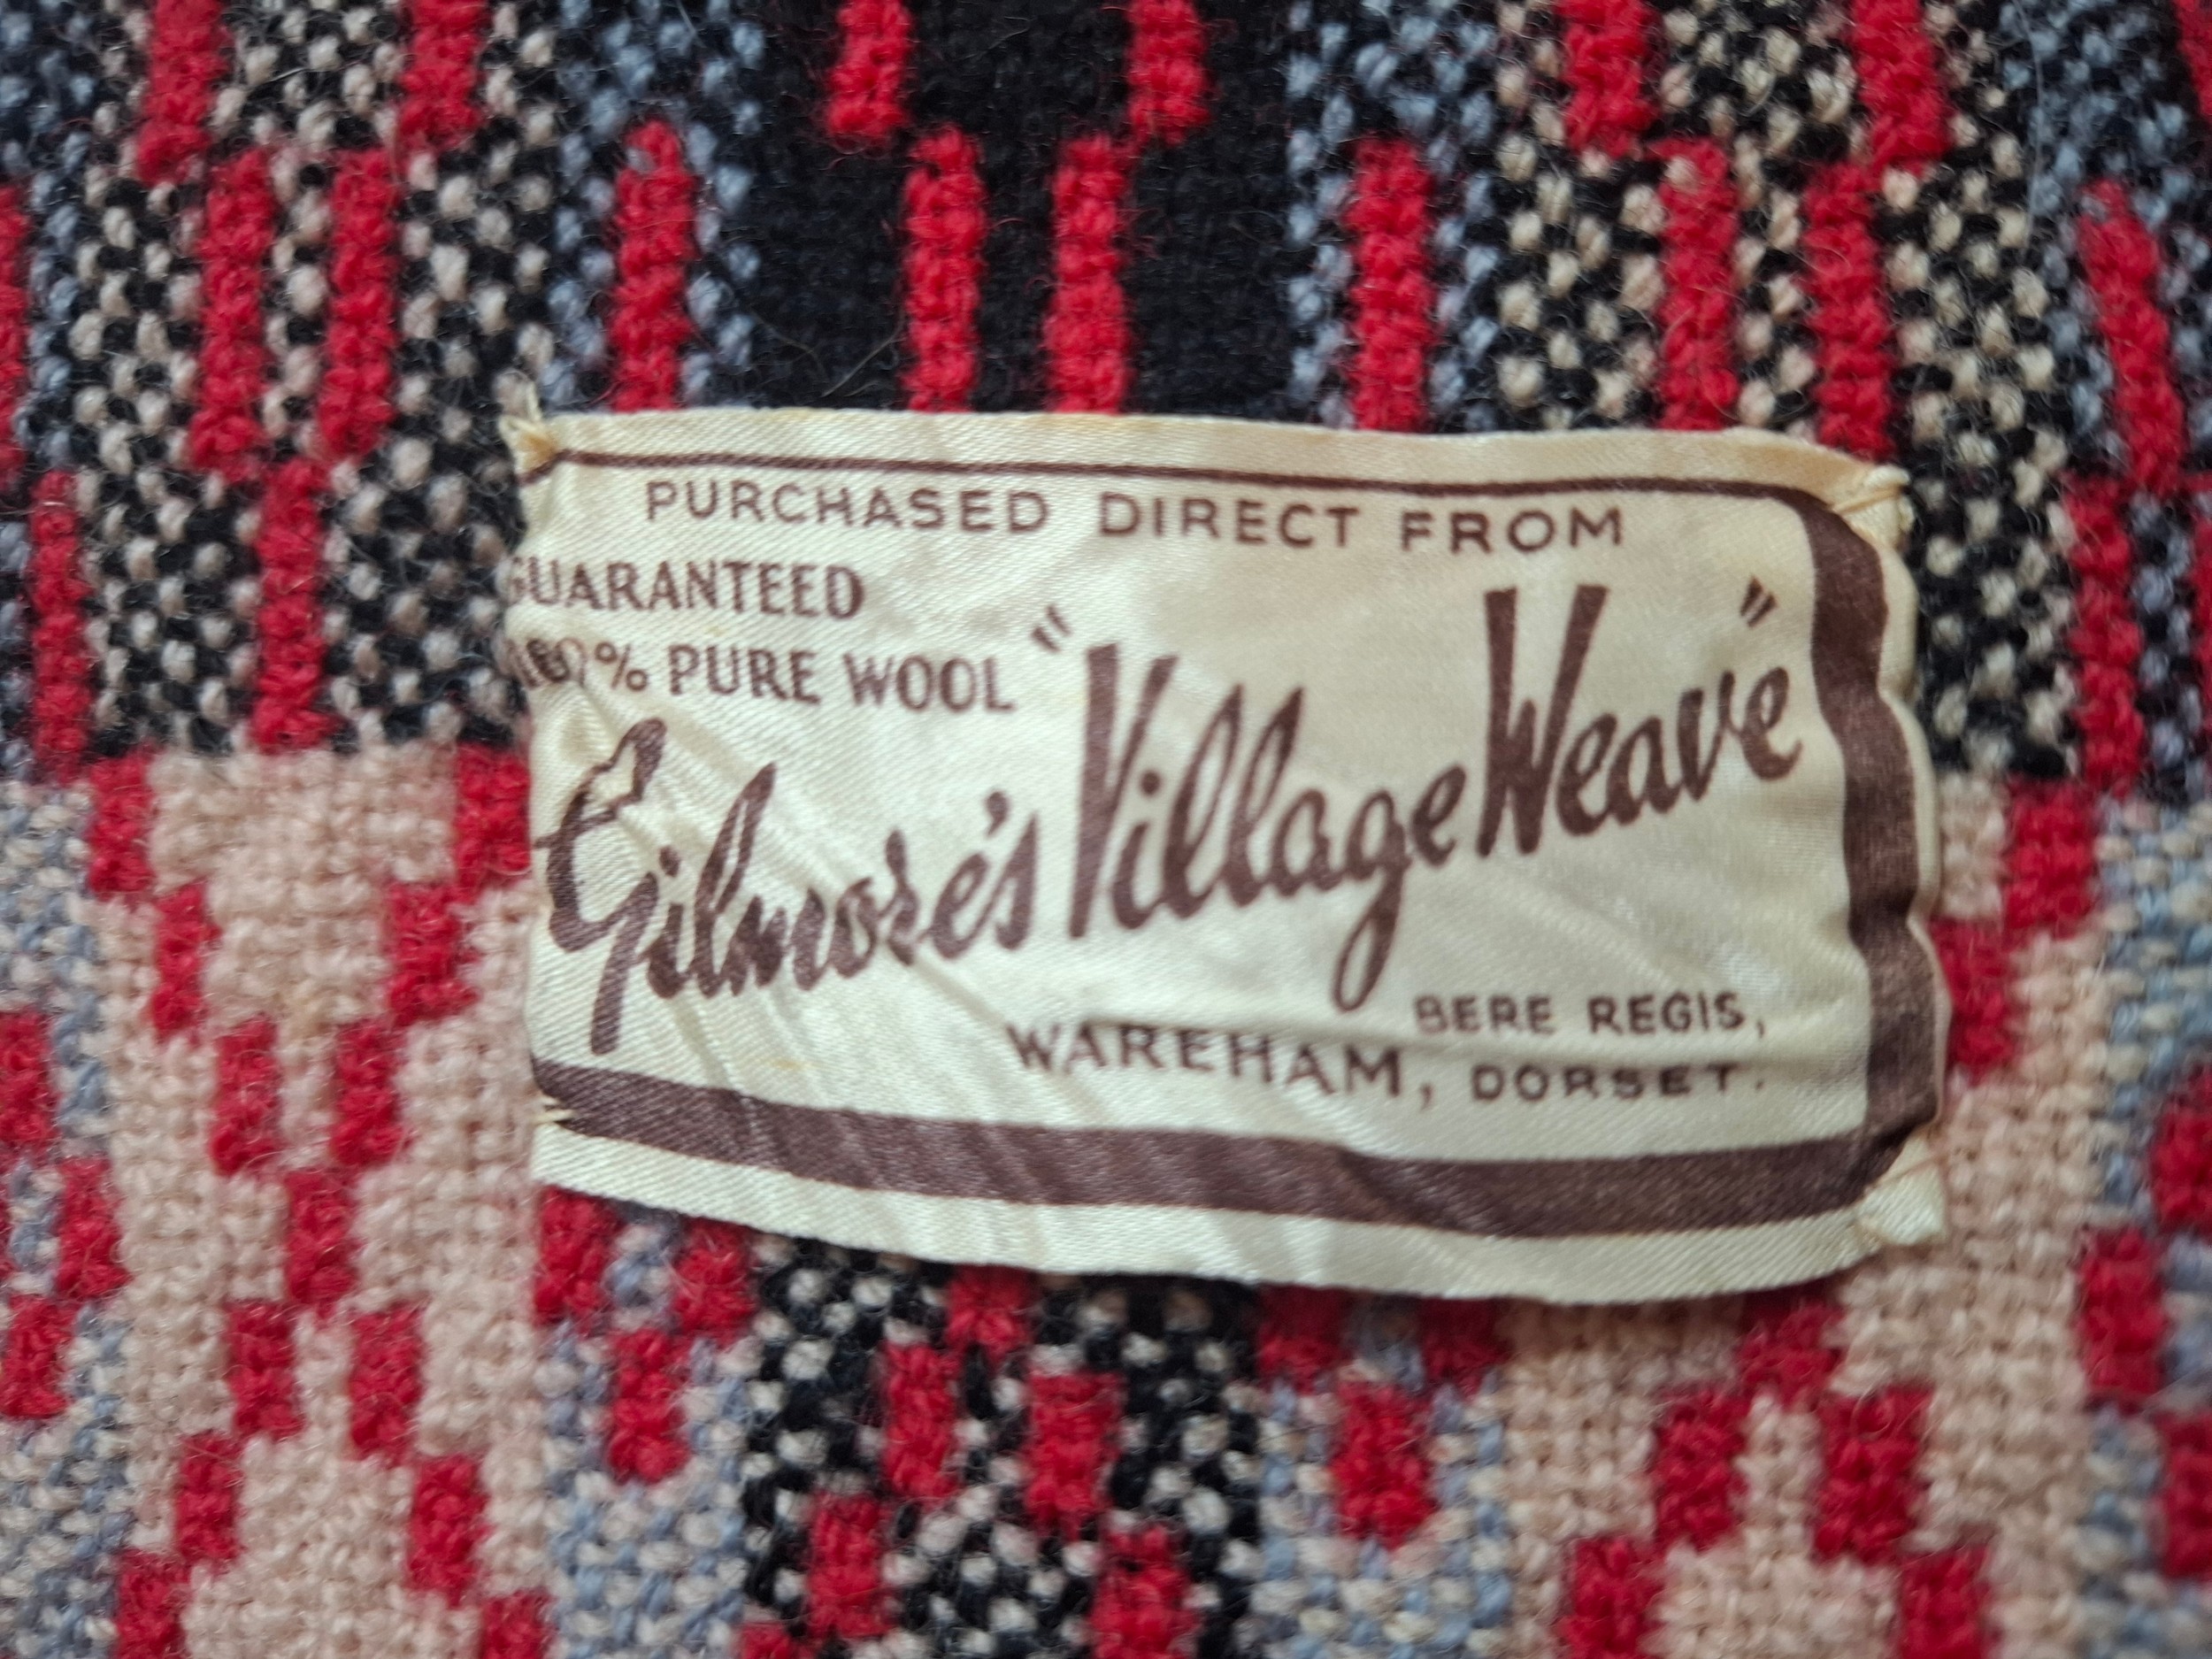 PURCHASED DIRECT FROM
GUARANTEED
100% PURE WOOL
Gilmore's "Village Weave"
BERE REGIS,
WAREHAM, DORSET.